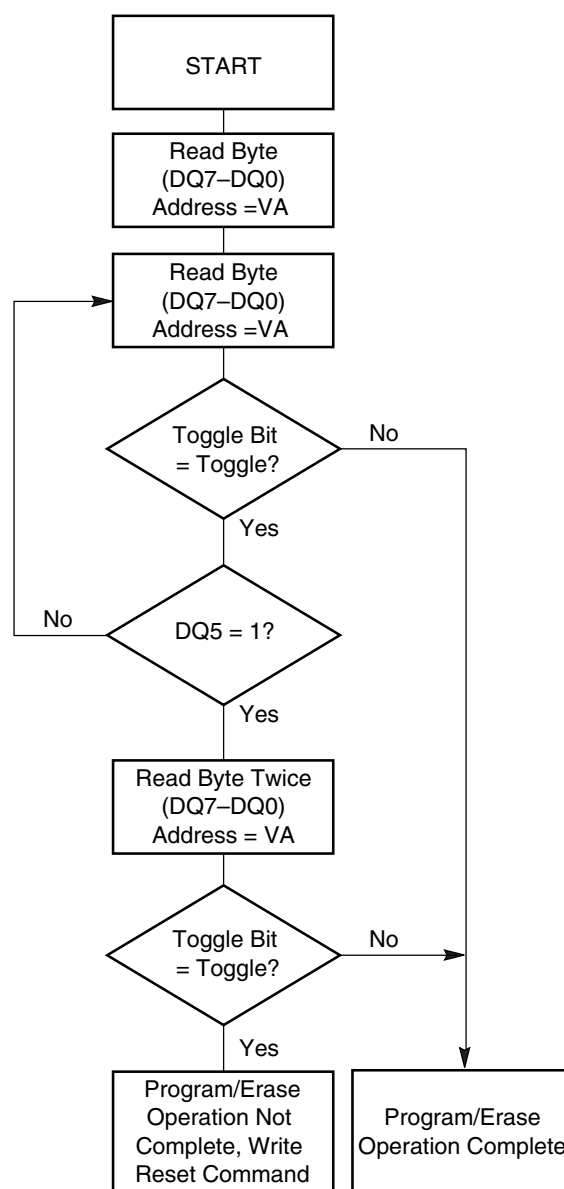 START
Read Byte
(DQ7–DQ0)
Address =VA
Read Byte
(DQ7–DQ0)
Address =VA
Toggle Bit
= Toggle?
No
Yes
No
DQ5 = 1?
Yes
Read Byte Twice
(DQ7–DQ0)
Address = VA
Toggle Bit
= Toggle?
No
Yes
Program/Erase
Operation Not
Complete, Write
Reset Command
Program/Erase
Operation Complete